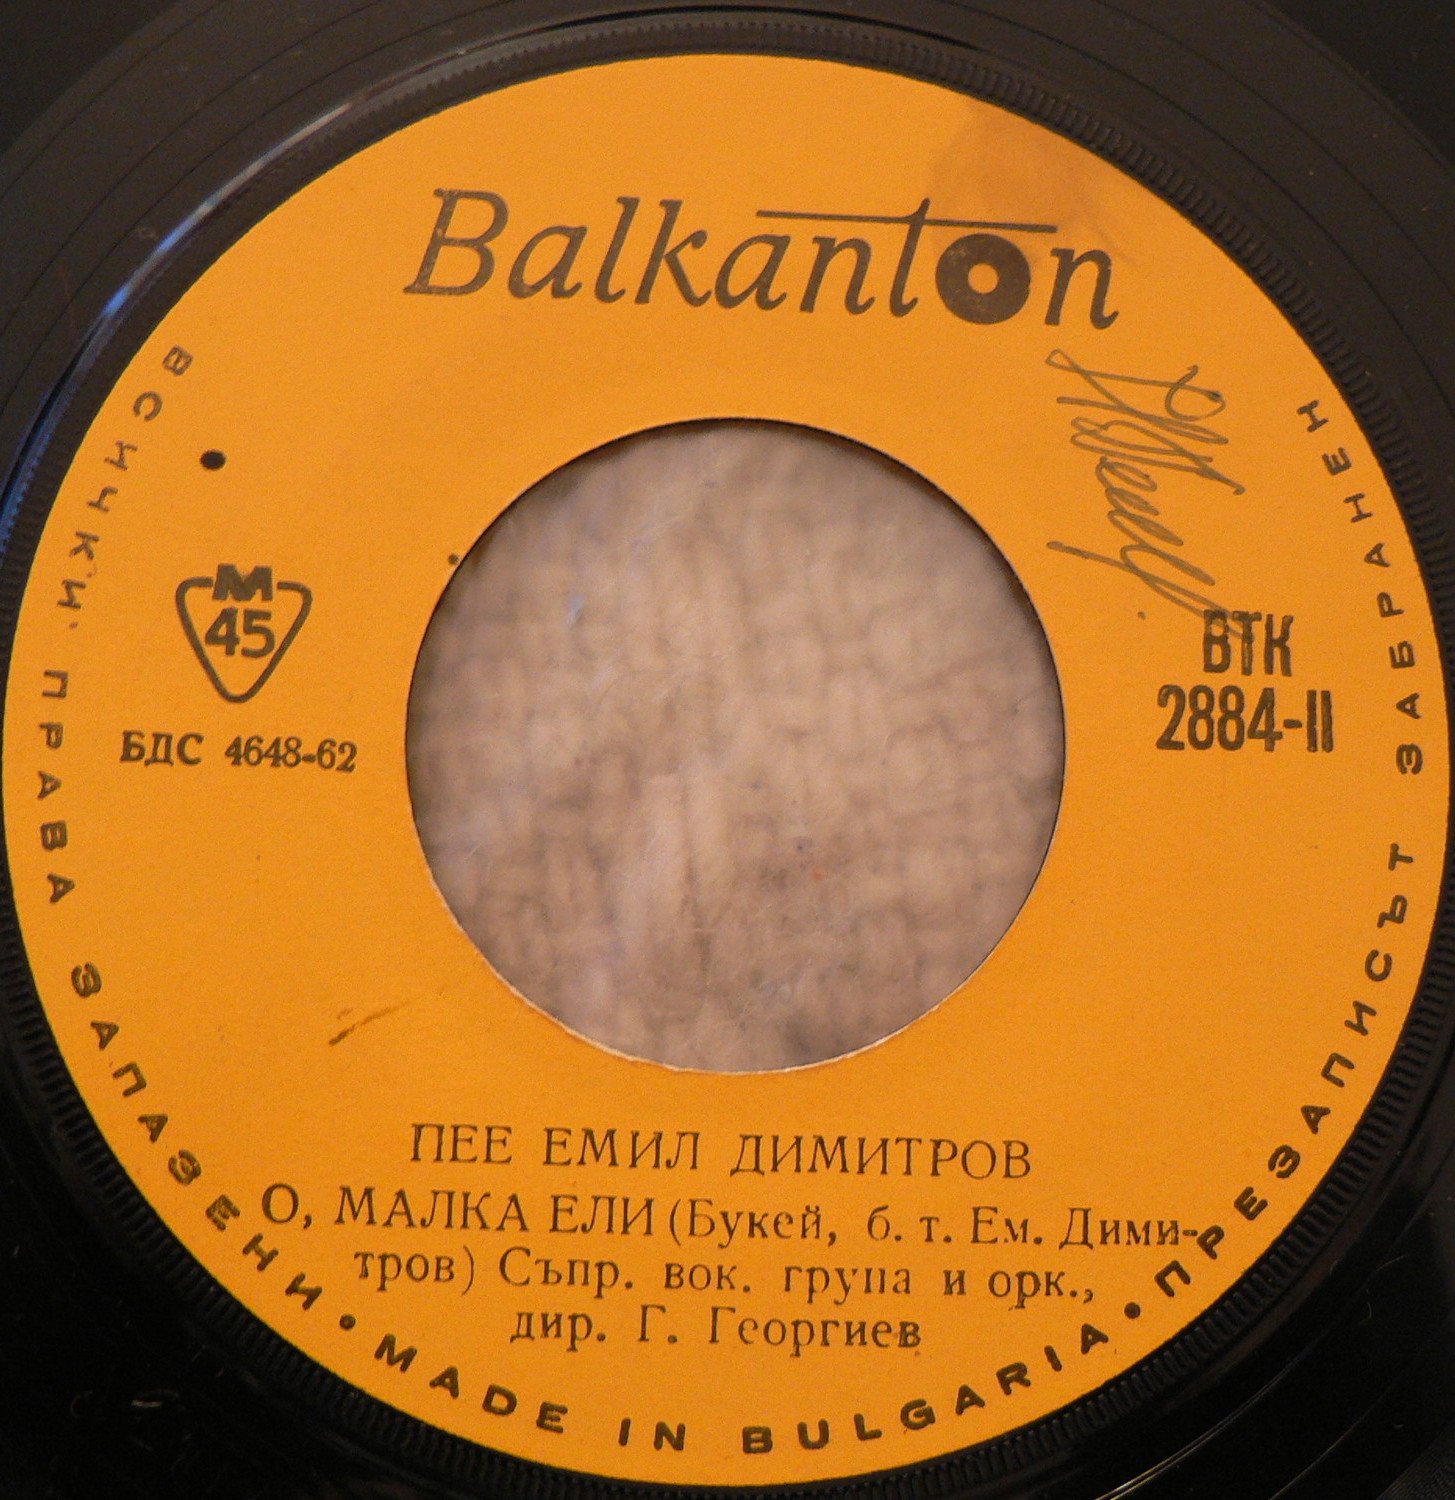 Balkanton
M
45
БДС 4648-62
ВТК
2884-II
ПЕЕ ЕМИЛ ДИМИТРОВ
О, МАЛКА ЕЛИ (Букей, б. т. Ем. Дими-
тров) Съпр. вок. група и орк.,
дир. Г. Георгиев
ВСИЧКИ ПРАВА ЗАПАЗЕНИ • MADE IN BULGARIA • ПРЕЗАПИСЪТ ЗАБРАНЕН